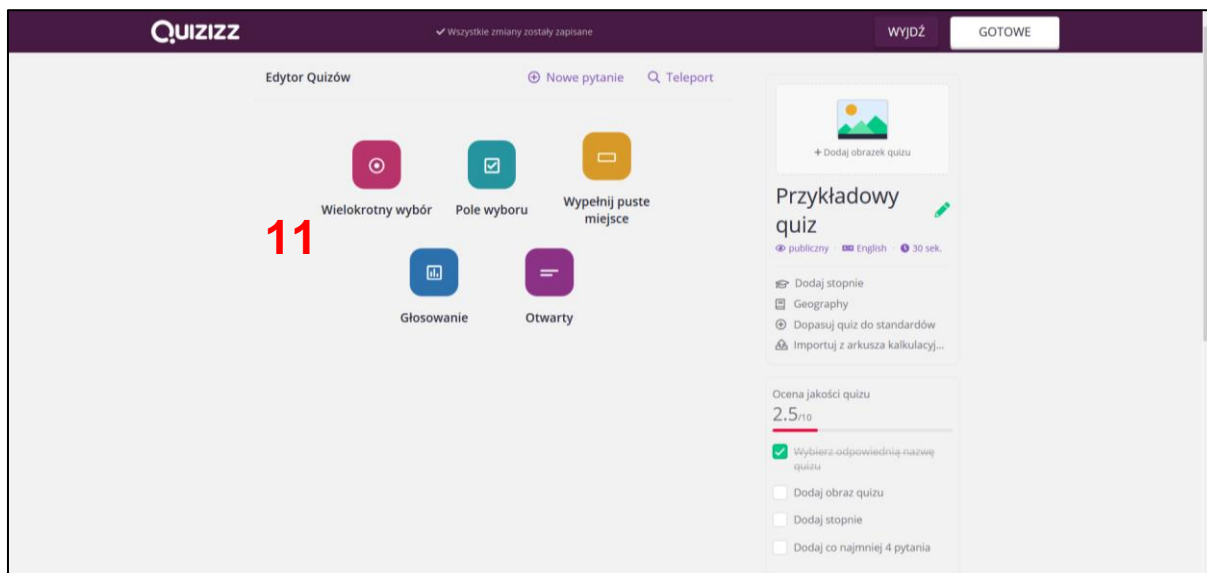 QUIZIZZ
Wszystkie zmiany zostały zapisane
WYJDŹ
GOTOWE
Edytor Quizów
Nowe pytanie
Teleport
Wielokrotny wybór
Pole wyboru
Wypełnij puste
miejsce
11
Głosowanie
Otwarty
+ Dodaj obrazek quizu
Przykładowy
quiz
publiczny · English · 30 sek.
Dodaj stopnie
Geography
Dopasuj quiz do standardów
Importuj z arkusza kalkulacyj...
Ocena jakości quizu
2.5/10
Wybierz odpowiednią nazwę
quizu
Dodaj obraz quizu
Dodaj stopnie
Dodaj co najmniej 4 pytania